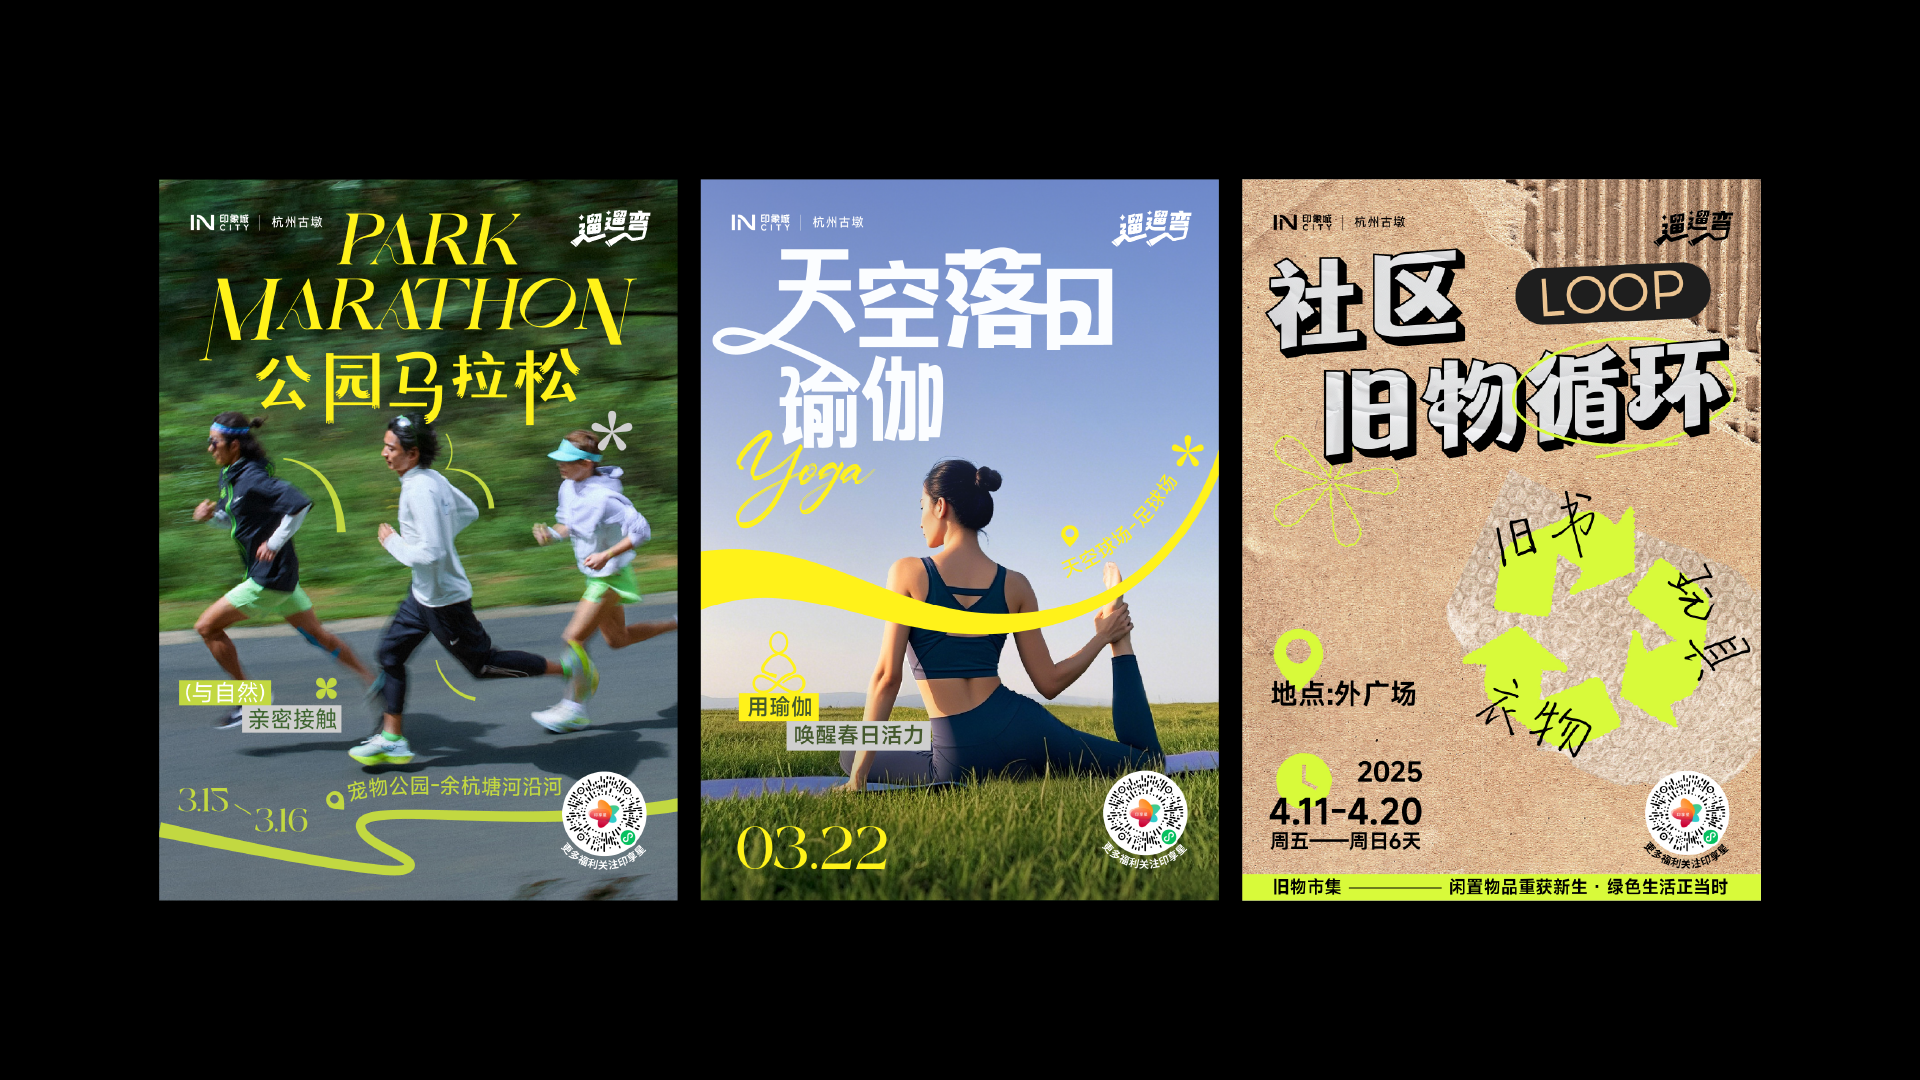 IN 印象城 CITY 杭州古墩
遛遛弯
PARK
MARATHON
公园马拉松
(与自然)
亲密接触
3.15
3.16
宠物公园-余杭塘河沿河
更多福利关注印享星
IN 印象城 CITY 杭州古墩
遛遛弯
天空落日
瑜伽
Yoga
天空球场-足球场
用瑜伽
唤醒春日活力
03.22
更多福利关注印享星
IN 印象城 CITY 杭州古墩
遛遛弯
社区
LOOP
旧物循环
旧书
玩具
衣物
地点:外广场
2025
4.11-4.20
周五——周日6天
更多福利关注印享星
旧物市集 ———— 闲置物品重获新生 · 绿色生活正当时